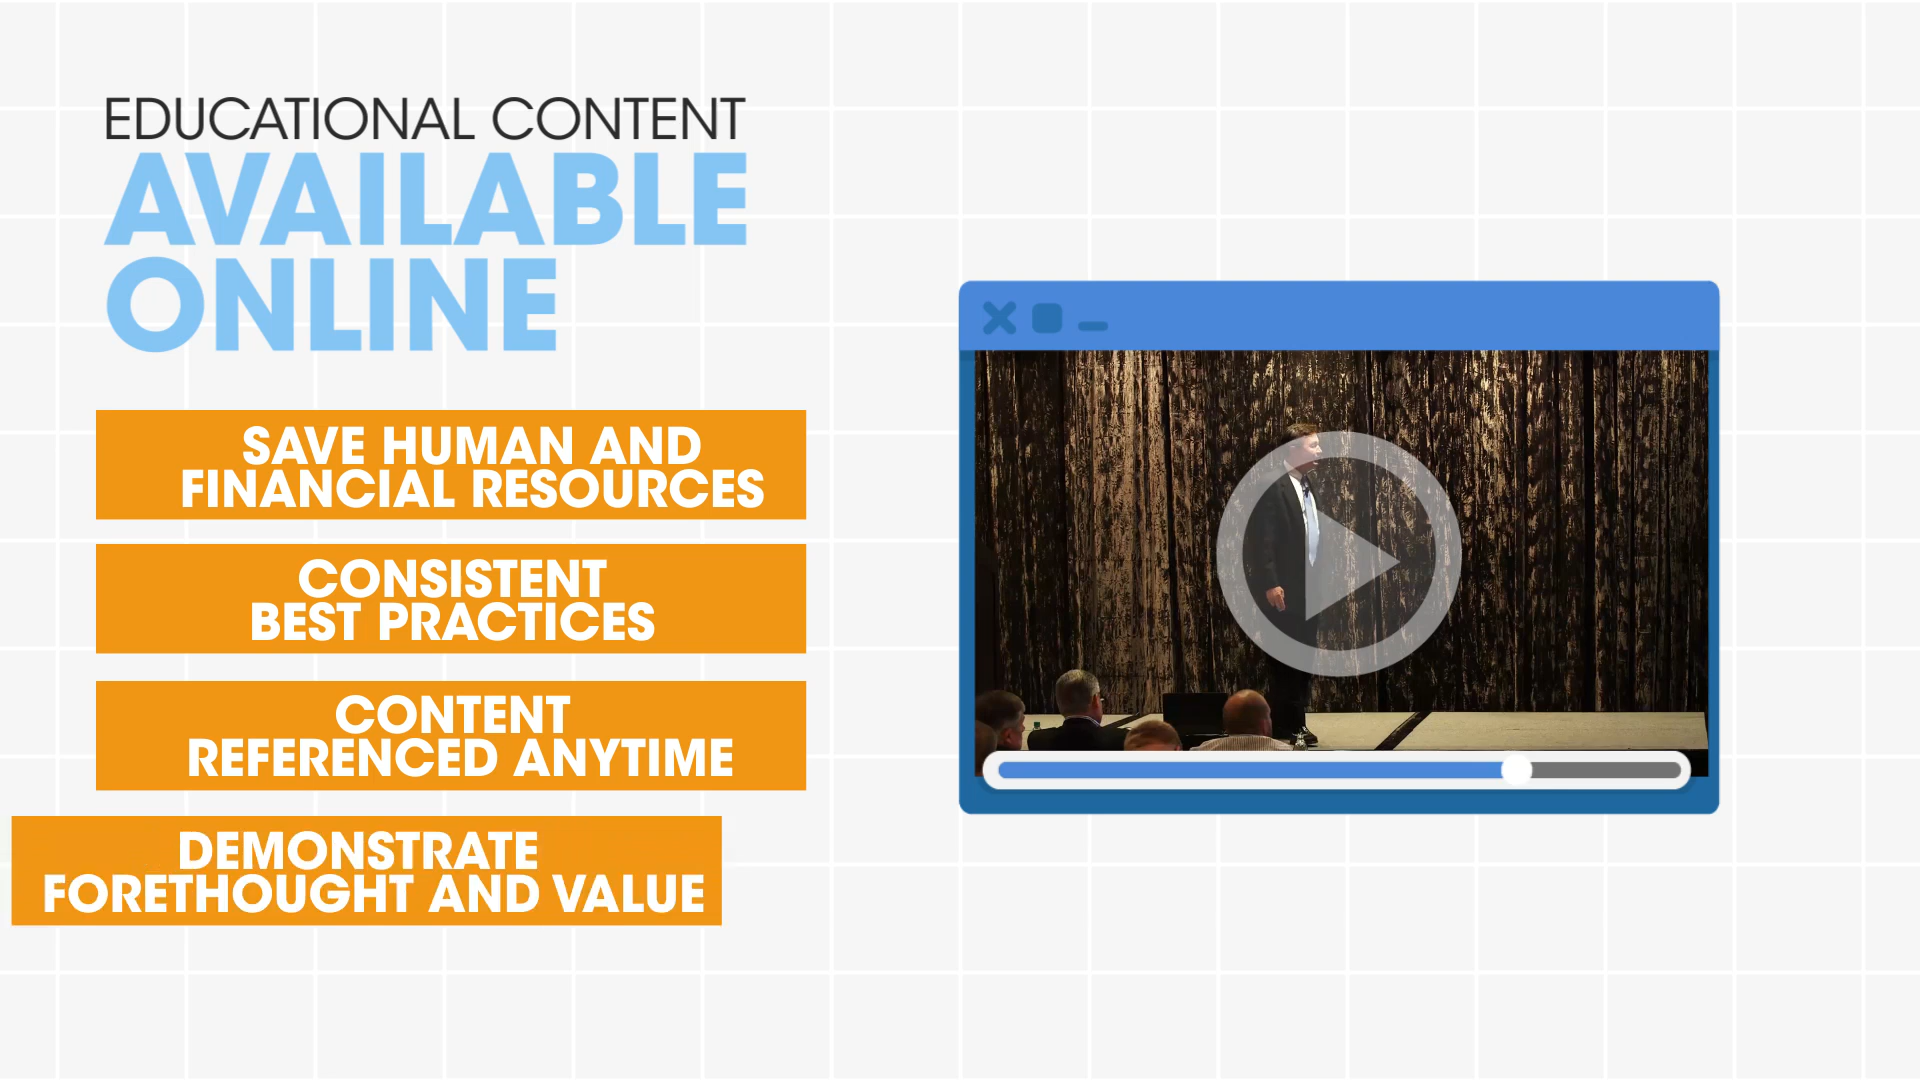 EDUCATIONAL CONTENT
AVAILABLE
ONLINE
SAVE HUMAN AND
FINANCIAL RESOURCES
CONSISTENT
BEST PRACTICES
CONTENT
REFERENCED ANYTIME
DEMONSTRATE
FORETHOUGHT AND VALUE